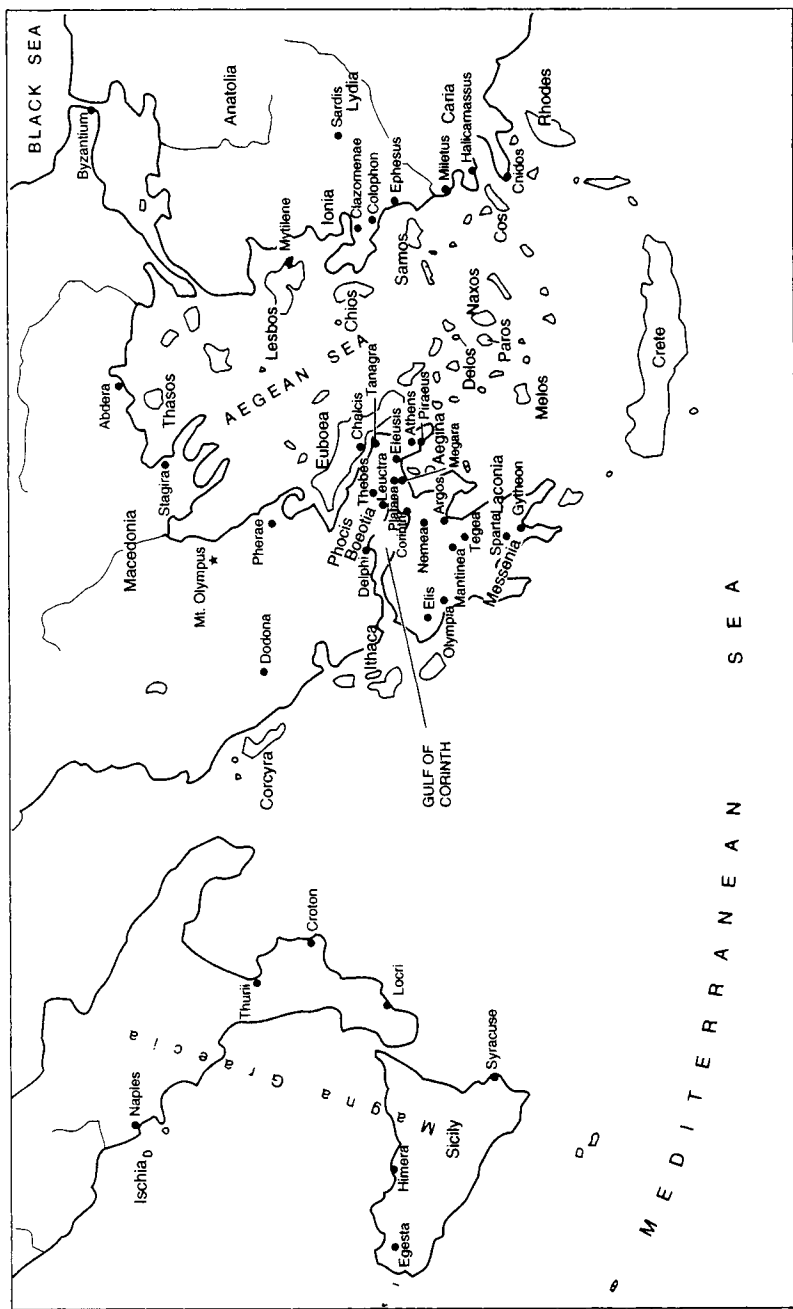 BLACK SEA
Byzantium
Anatolia
Macedonia
Abdera
Thasos
Stagira
Mt. Olympus
Pherae
Dodona
Corcyra
AEGEAN SEA
Lesbos
Mytilene
Ionia
Clazomenae
Colophon
Sardis
Lydia
Ephesus
Chios
Samos
Miletus
Caria
Halicarnassus
Cos
Cnidos
Rhodes
Euboea
Chalcis
Tanagra
Thebes
Leuctra
Phocis
Boeotia
Delphi
Plataea
Eleusis
Athens
Piraeus
Aegina
Megara
Corinth
Ithaca
Nemea
Argos
Elis
Olympia
Mantinea
Tegea
Sparta
Laconia
Messenia
Gytheon
Delos
Naxos
Paros
Melos
Crete
GULF OF
CORINTH
Naples
Ischia
Magna Graecia
Thurii
Croton
Locri
Himera
Egesta
Sicily
Syracuse
MEDITERRANEAN SEA